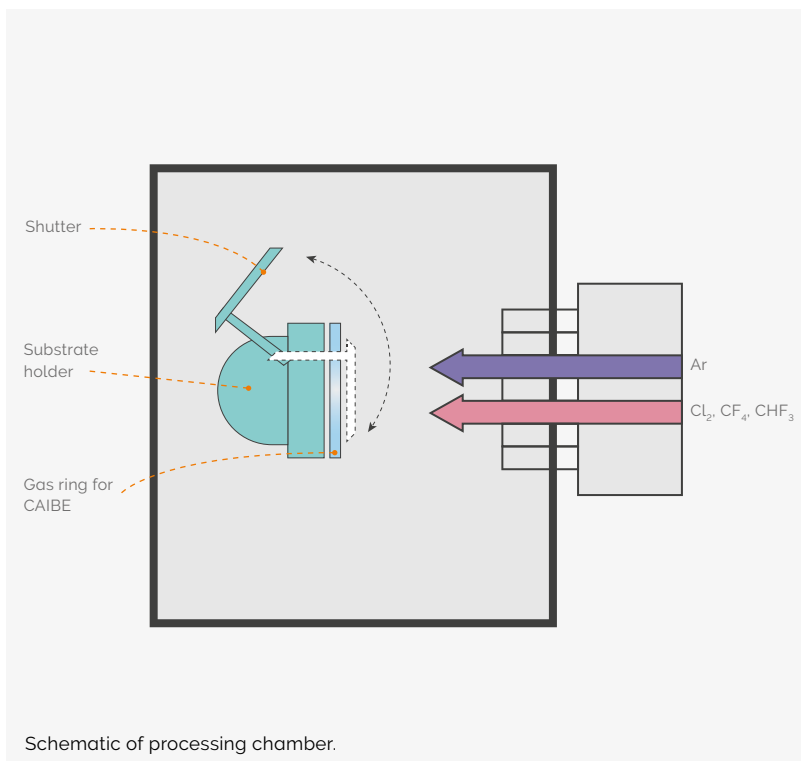 Shutter
Substrate
holder
Ar
Cl₂, CF₄, CHF₃
Gas ring for
CAIBE
Schematic of processing chamber.